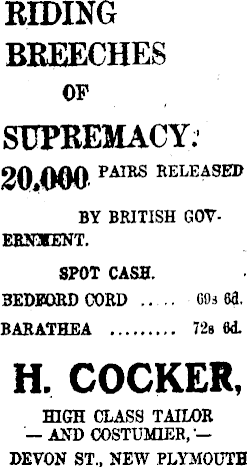 RIDING
BREECHES
OF
SUPREMACY.
20,000 PAIRS RELEASED
BY BRITISH GOV-
ERNMENT.
SPOT CASH.
BEDFORD CORD ..... 69s 6d.
BARATHEA ......... 72s 6d.
H. COCKER,
HIGH CLASS TAILOR
— AND COSTUMIER, —
DEVON ST., NEW PLYMOUTH